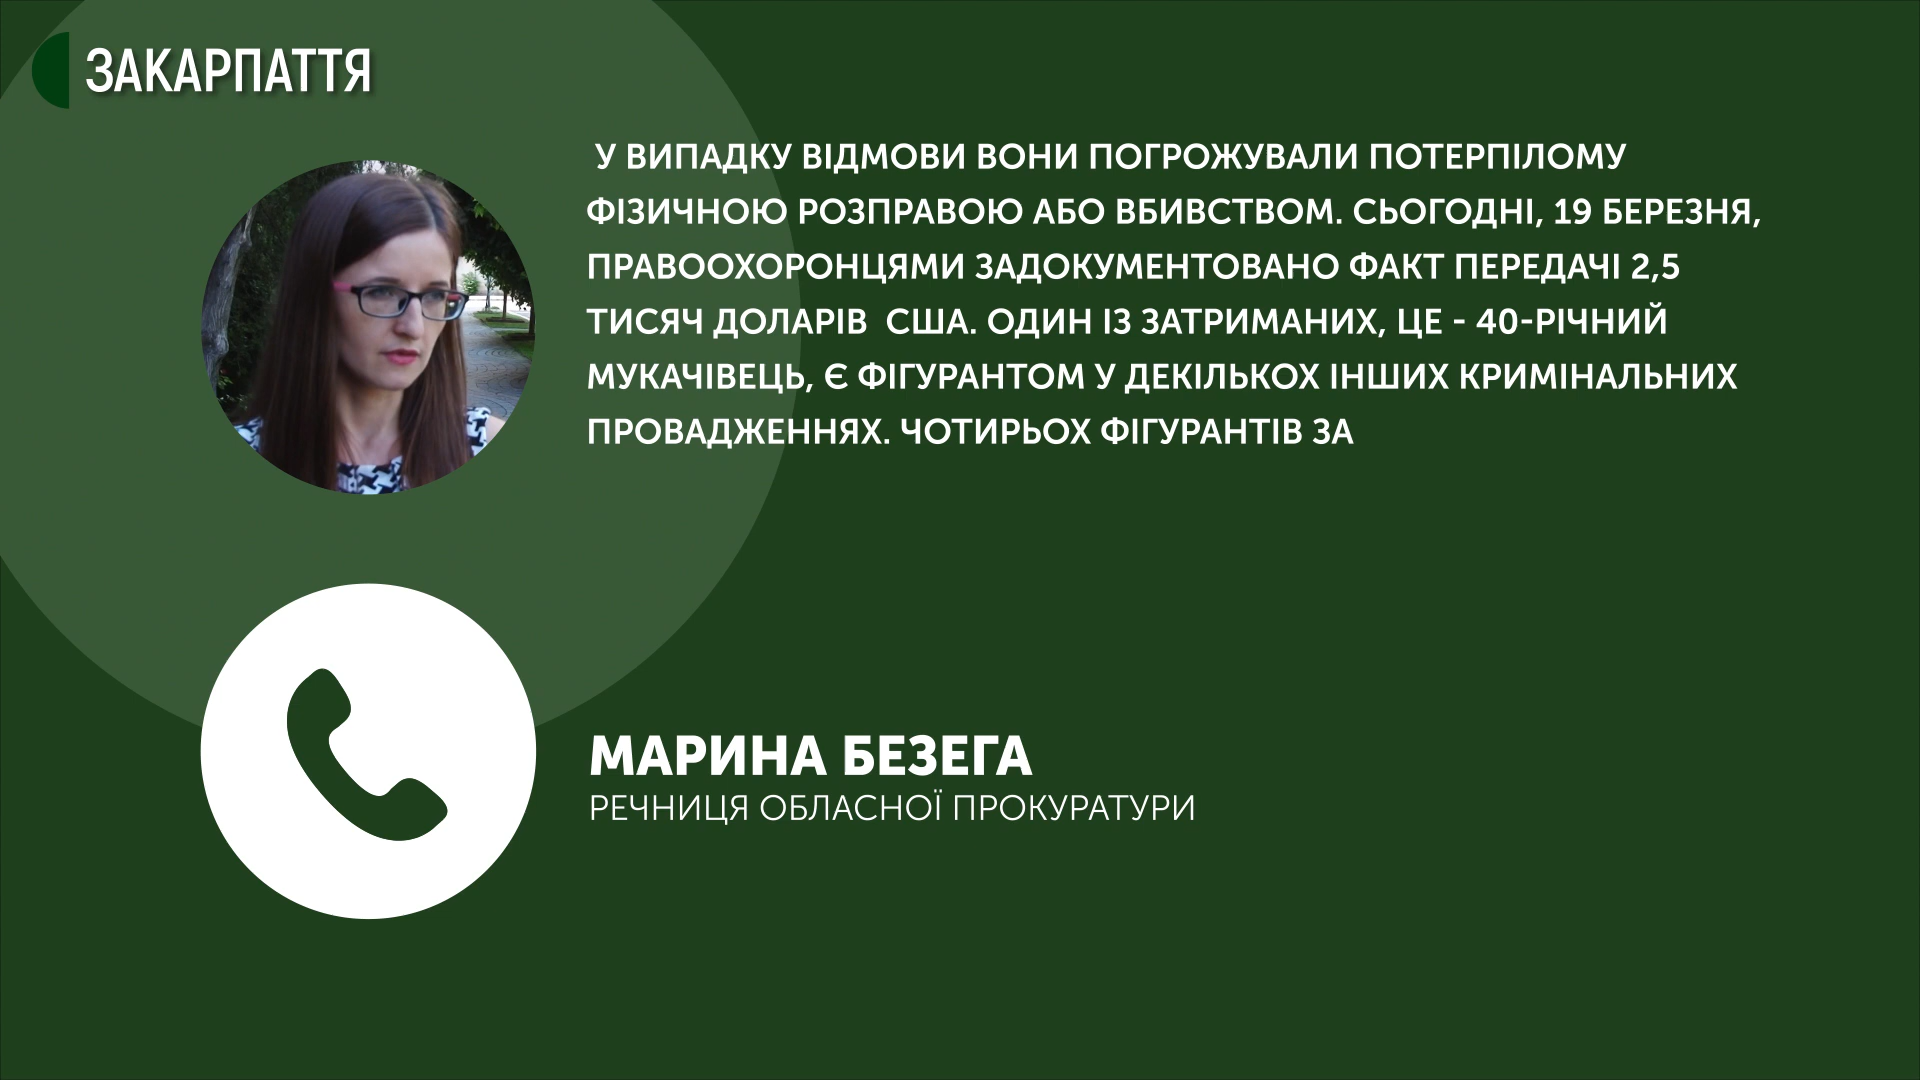 ЗАКАРПАТТЯ
У ВИПАДКУ ВІДМОВИ ВОНИ ПОГРОЖУВАЛИ ПОТЕРПІЛОМУ
ФІЗИЧНОЮ РОЗПРАВОЮ АБО ВБИВСТВОМ. СЬОГОДНІ, 19 БЕРЕЗНЯ,
ПРАВООХОРОНЦЯМИ ЗАДОКУМЕНТОВАНО ФАКТ ПЕРЕДАЧІ 2,5
ТИСЯЧ ДОЛАРІВ США. ОДИН ІЗ ЗАТРИМАНИХ, ЦЕ - 40-РІЧНИЙ
МУКАЧІВЕЦЬ, Є ФІГУРАНТОМ У ДЕКІЛЬКОХ ІНШИХ КРИМІНАЛЬНИХ
ПРОВАДЖЕННЯХ. ЧОТИРЬОХ ФІГУРАНТІВ ЗА
МАРИНА БЕЗЕГА
РЕЧНИЦЯ ОБЛАСНОЇ ПРОКУРАТУРИ